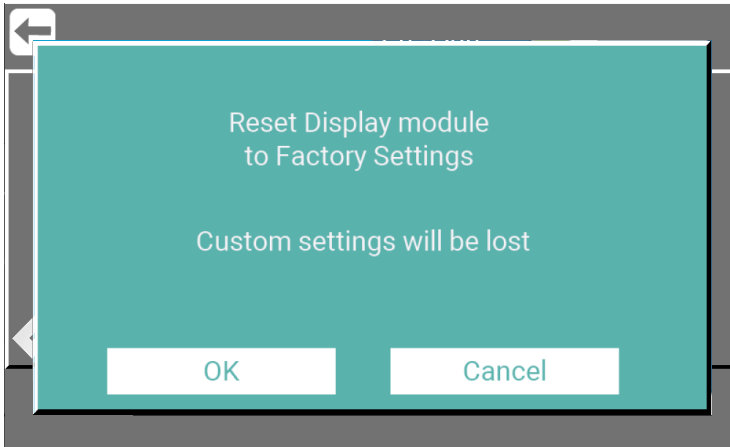 Reset Display module
to Factory Settings
Custom settings will be lost
OK
Cancel